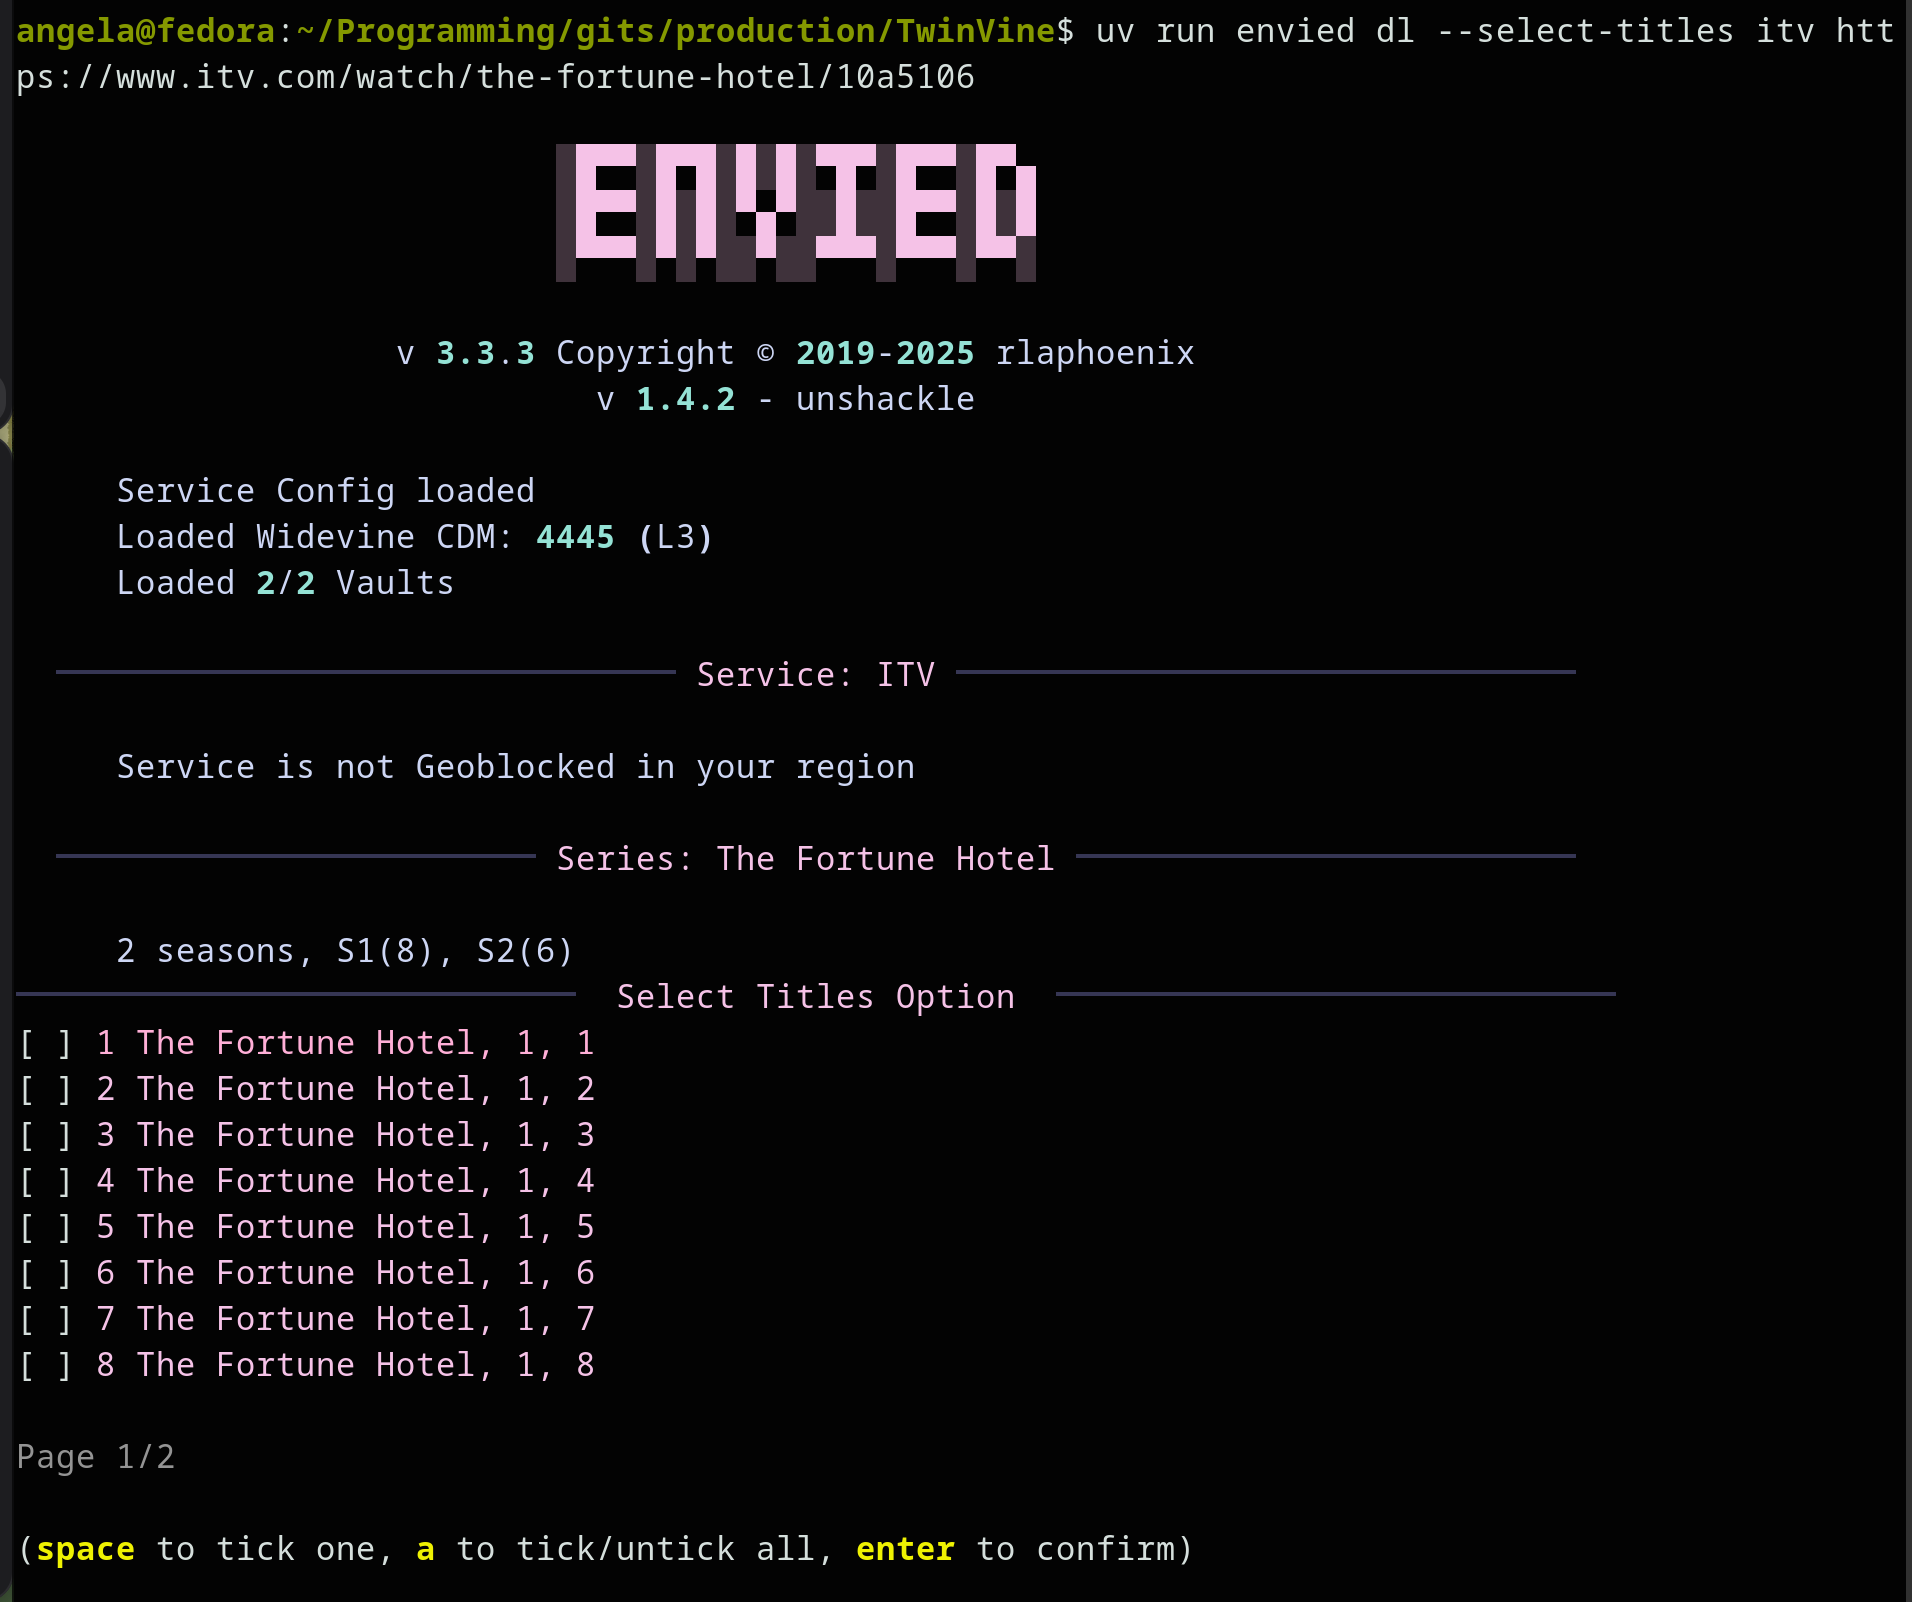 angela@fedora:~/Programming/gits/production/TwinVine$ uv run envied dl --select-titles itv htt
ps://www.itv.com/watch/the-fortune-hotel/10a5106
ENVIED
v 3.3.3 Copyright © 2019-2025 rlaphoenix
v 1.4.2 - unshackle
Service Config loaded
Loaded Widevine CDM: 4445 (L3)
Loaded 2/2 Vaults
Service: ITV
Service is not Geoblocked in your region
Series: The Fortune Hotel
2 seasons, S1(8), S2(6)
Select Titles Option
[ ] 1 The Fortune Hotel, 1, 1
[ ] 2 The Fortune Hotel, 1, 2
[ ] 3 The Fortune Hotel, 1, 3
[ ] 4 The Fortune Hotel, 1, 4
[ ] 5 The Fortune Hotel, 1, 5
[ ] 6 The Fortune Hotel, 1, 6
[ ] 7 The Fortune Hotel, 1, 7
[ ] 8 The Fortune Hotel, 1, 8
Page 1/2
(space to tick one, a to tick/untick all, enter to confirm)